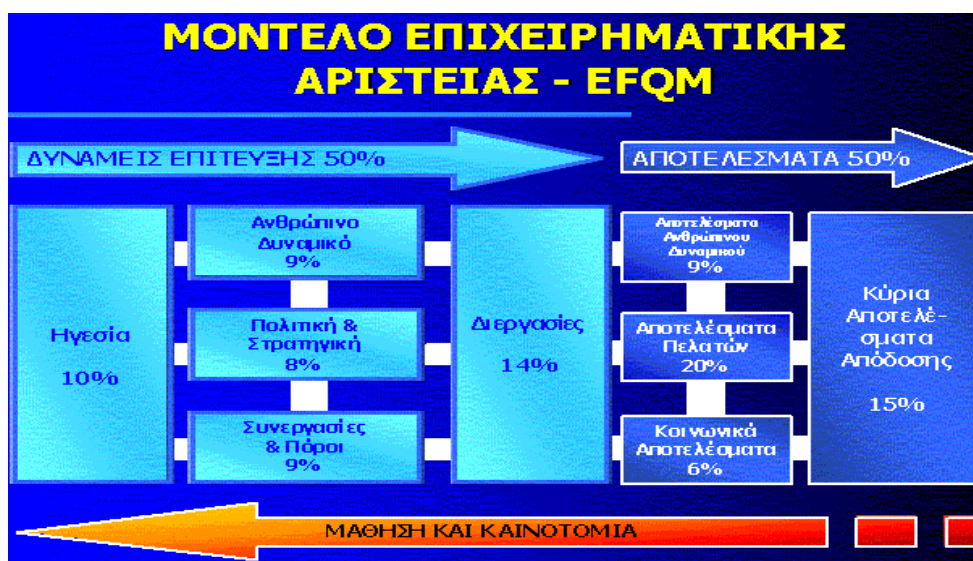 ΜΟΝΤΕΛΟ ΕΠΙΧΕΙΡΗΜΑΤΙΚΗΣ
ΑΡΙΣΤΕΙΑΣ - EFQM
ΔΥΝΑΜΕΙΣ ΕΠΙΤΕΥΞΗΣ 50%
ΑΠΟΤΕΛΕΣΜΑΤΑ 50%
Ηγεσία
10%
Ανθρώπινο
Δυναμικό
9%
Πολιτική &
Στρατηγική
8%
Συνεργασίες
& Πόροι
9%
Διεργασίες
14%
Αποτελέσματα
Ανθρώπινου
Δυναμικού
9%
Αποτελέσματα
Πελατών
20%
Κοινωνικά
Αποτελέσματα
6%
Κύρια
Αποτελέ-
σματα
Απόδοσης
15%
ΜΑΘΗΣΗ ΚΑΙ ΚΑΙΝΟΤΟΜΙΑ